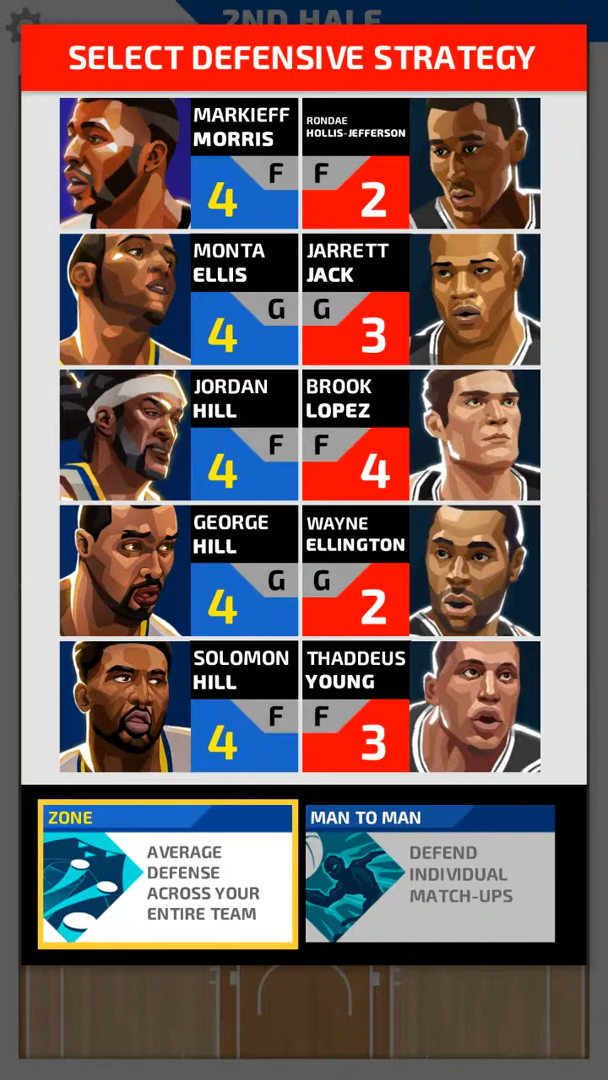 2ND HALF
SELECT DEFENSIVE STRATEGY
MARKIEFF
MORRIS
F
4
RONDAE
HOLLIS-JEFFERSON
F
2
MONTA
ELLIS
G
4
JARRETT
JACK
G
3
JORDAN
HILL
F
4
BROOK
LOPEZ
F
4
GEORGE
HILL
G
4
WAYNE
ELLINGTON
G
2
SOLOMON
HILL
F
4
THADDEUS
YOUNG
F
3
ZONE
AVERAGE
DEFENSE
ACROSS YOUR
ENTIRE TEAM
MAN TO MAN
DEFEND
INDIVIDUAL
MATCH-UPS